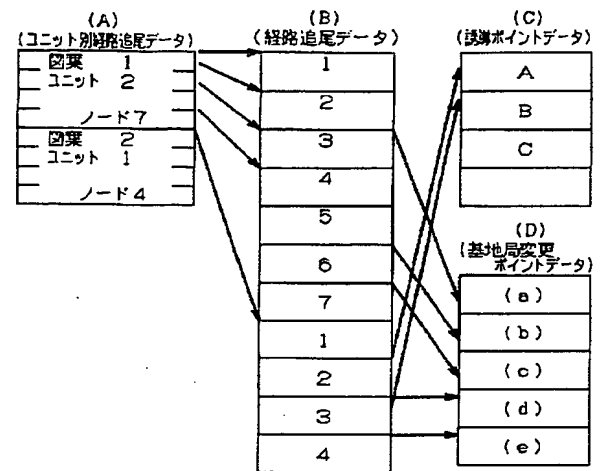 (A)
(ユニット別経路追尾データ)
図葉 1
ユニット 2
ノード7
図葉 2
ユニット 1
ノード4
(B)
(経路追尾データ)
1
2
3
4
5
6
7
1
2
3
4
(C)
(誘導ポイントデータ)
A
B
C
(D)
(基地局変更
ポイントデータ)
(a)
(b)
(c)
(d)
(e)